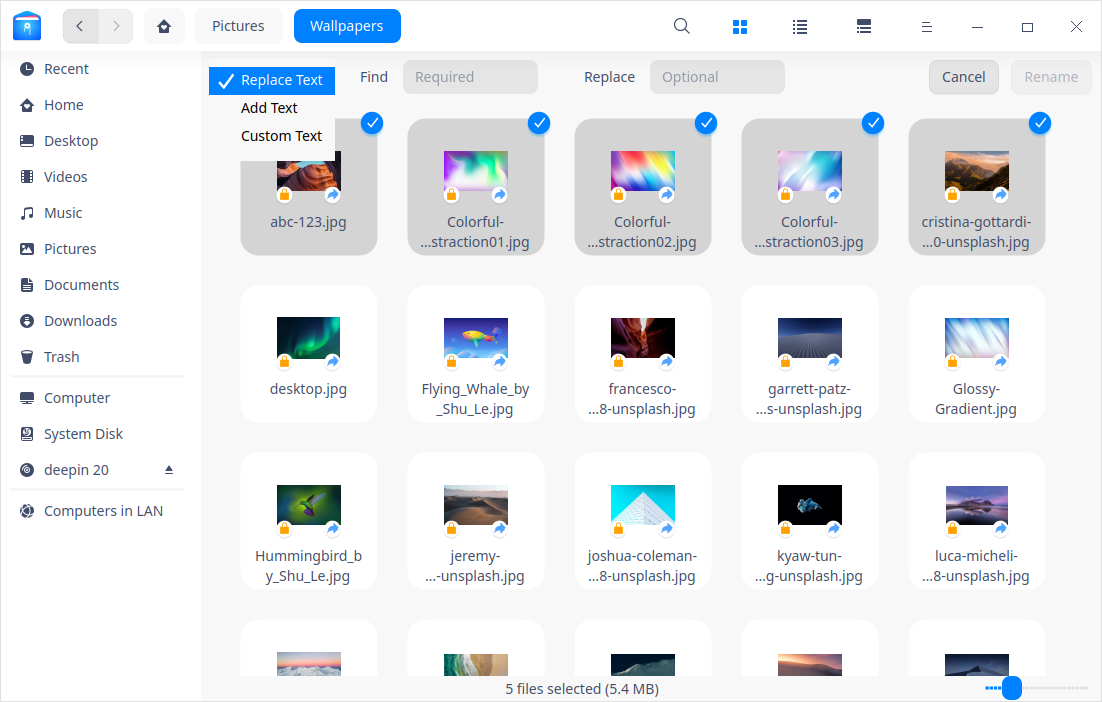 Pictures
Wallpapers
Recent
Home
Desktop
Videos
Music
Pictures
Documents
Downloads
Trash
Computer
System Disk
deepin 20
Computers in LAN
Replace Text
Add Text
Custom Text
Find
Required
Replace
Optional
Cancel
Rename
abc-123.jpg
Colorful-
...straction01.jpg
Colorful-
...straction02.jpg
Colorful-
...straction03.jpg
cristina-gottardi-
...0-unsplash.jpg
desktop.jpg
Flying_Whale_by
_Shu_Le.jpg
francesco-
...8-unsplash.jpg
garrett-patz-
...s-unsplash.jpg
Glossy-
Gradient.jpg
Hummingbird_b
y_Shu_Le.jpg
jeremy-
...-unsplash.jpg
joshua-coleman-
...8-unsplash.jpg
kyaw-tun-
...g-unsplash.jpg
luca-micheli-
...8-unsplash.jpg
5 files selected (5.4 MB)